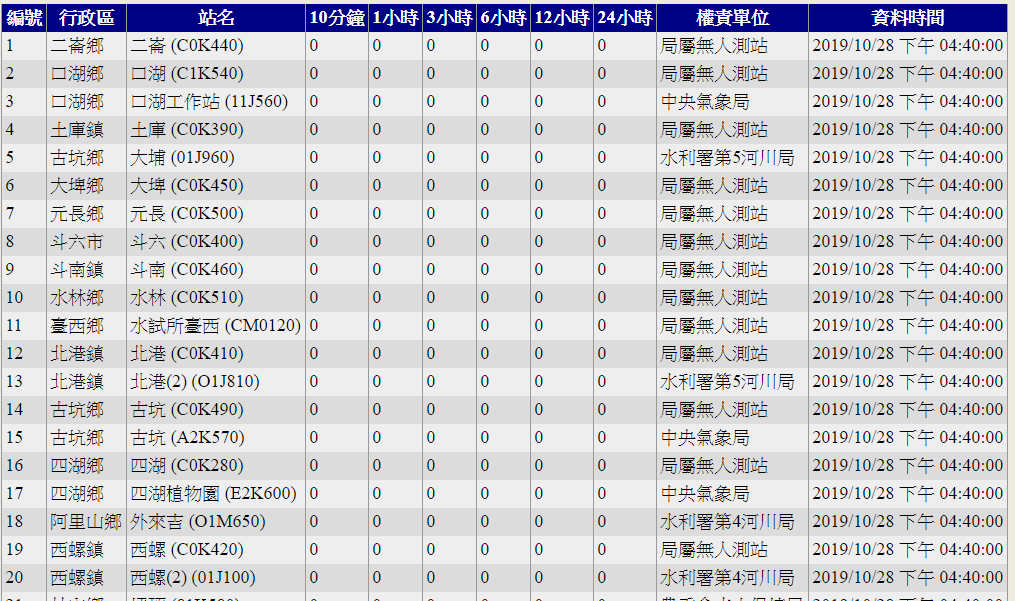 編號 行政區 站名 10分鐘 1小時 3小時 6小時 12小時 24小時 權責單位 資料時間
1 二崙鄉 二崙 (C0K440) 0 0 0 0 0 0 局屬無人測站 2019/10/28 下午 04:40:00
2 口湖鄉 口湖 (C1K540) 0 0 0 0 0 0 局屬無人測站 2019/10/28 下午 04:40:00
3 口湖鄉 口湖工作站 (11J560) 0 0 0 0 0 0 中央氣象局 2019/10/28 下午 04:40:00
4 土庫鎮 土庫 (C0K390) 0 0 0 0 0 0 局屬無人測站 2019/10/28 下午 04:40:00
5 古坑鄉 大埔 (01J960) 0 0 0 0 0 0 水利署第5河川局 2019/10/28 下午 04:40:00
6 大埤鄉 大埤 (C0K450) 0 0 0 0 0 0 局屬無人測站 2019/10/28 下午 04:40:00
7 元長鄉 元長 (C0K500) 0 0 0 0 0 0 局屬無人測站 2019/10/28 下午 04:40:00
8 斗六市 斗六 (C0K400) 0 0 0 0 0 0 局屬無人測站 2019/10/28 下午 04:40:00
9 斗南鎮 斗南 (C0K460) 0 0 0 0 0 0 局屬無人測站 2019/10/28 下午 04:40:00
10 水林鄉 水林 (C0K510) 0 0 0 0 0 0 局屬無人測站 2019/10/28 下午 04:40:00
11 臺西鄉 水試所臺西 (CM0120) 0 0 0 0 0 0 局屬無人測站 2019/10/28 下午 04:40:00
12 北港鎮 北港 (C0K410) 0 0 0 0 0 0 局屬無人測站 2019/10/28 下午 04:40:00
13 北港鎮 北港(2) (O1J810) 0 0 0 0 0 0 水利署第5河川局 2019/10/28 下午 04:40:00
14 古坑鄉 古坑 (C0K490) 0 0 0 0 0 0 局屬無人測站 2019/10/28 下午 04:40:00
15 古坑鄉 古坑 (A2K570) 0 0 0 0 0 0 中央氣象局 2019/10/28 下午 04:40:00
16 四湖鄉 四湖 (C0K280) 0 0 0 0 0 0 局屬無人測站 2019/10/28 下午 04:40:00
17 四湖鄉 四湖植物園 (E2K600) 0 0 0 0 0 0 中央氣象局 2019/10/28 下午 04:40:00
18 阿里山鄉 外來吉 (O1M650) 0 0 0 0 0 0 水利署第4河川局 2019/10/28 下午 04:40:00
19 西螺鎮 西螺 (C0K420) 0 0 0 0 0 0 局屬無人測站 2019/10/28 下午 04:40:00
20 西螺鎮 西螺(2) (01J100) 0 0 0 0 0 0 水利署第4河川局 2019/10/28 下午 04:40:00